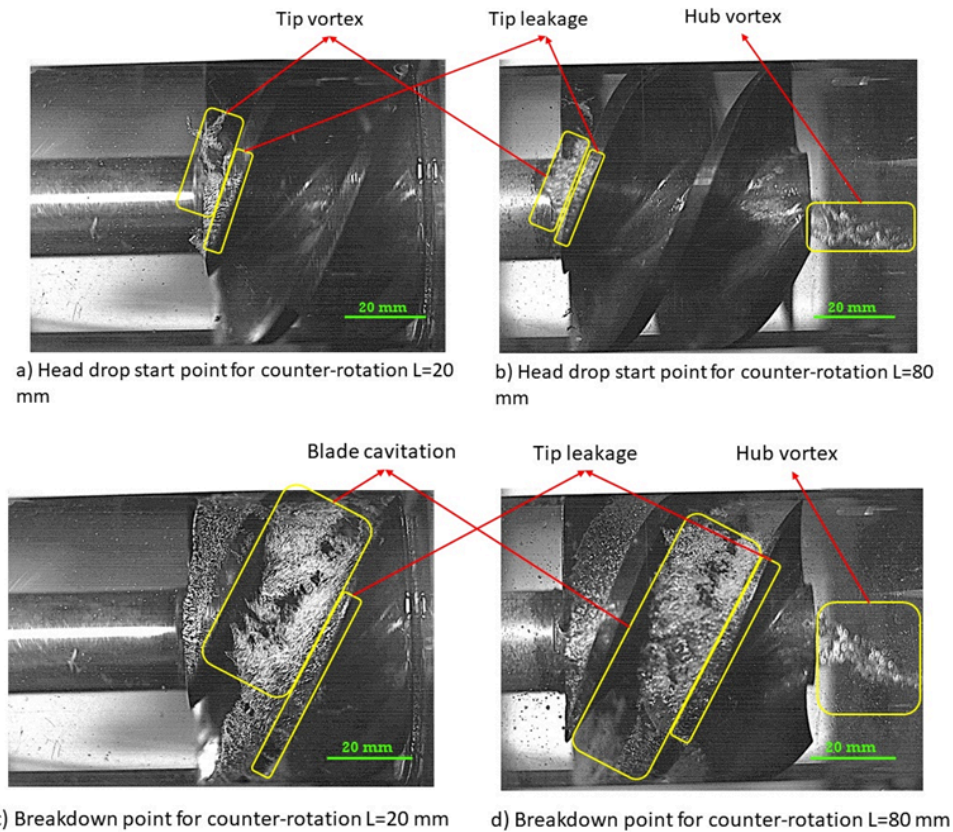 Tip vortex
Tip leakage
Hub vortex
20 mm
20 mm
a) Head drop start point for counter-rotation L=20
mm
b) Head drop start point for counter-rotation L=80
mm
Blade cavitation
Tip leakage
Hub vortex
20 mm
20 mm
) Breakdown point for counter-rotation L=20 mm
d) Breakdown point for counter-rotation L=80 mm